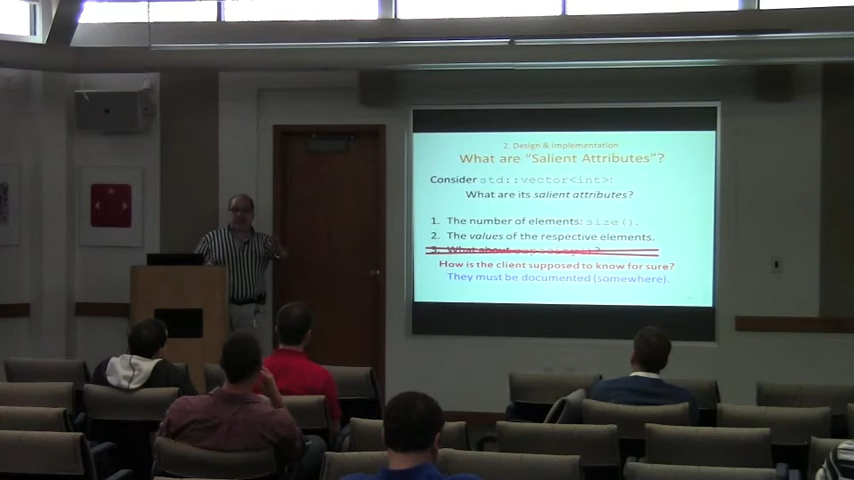 2. Design & Implementation
What are "Salient Attributes"?
Consider std::vector<int>:
What are its salient attributes?
1. The number of elements: size().
2. The values of the respective elements.
3. What about capacity()?
How is the client supposed to know for sure?
They must be documented (somewhere).